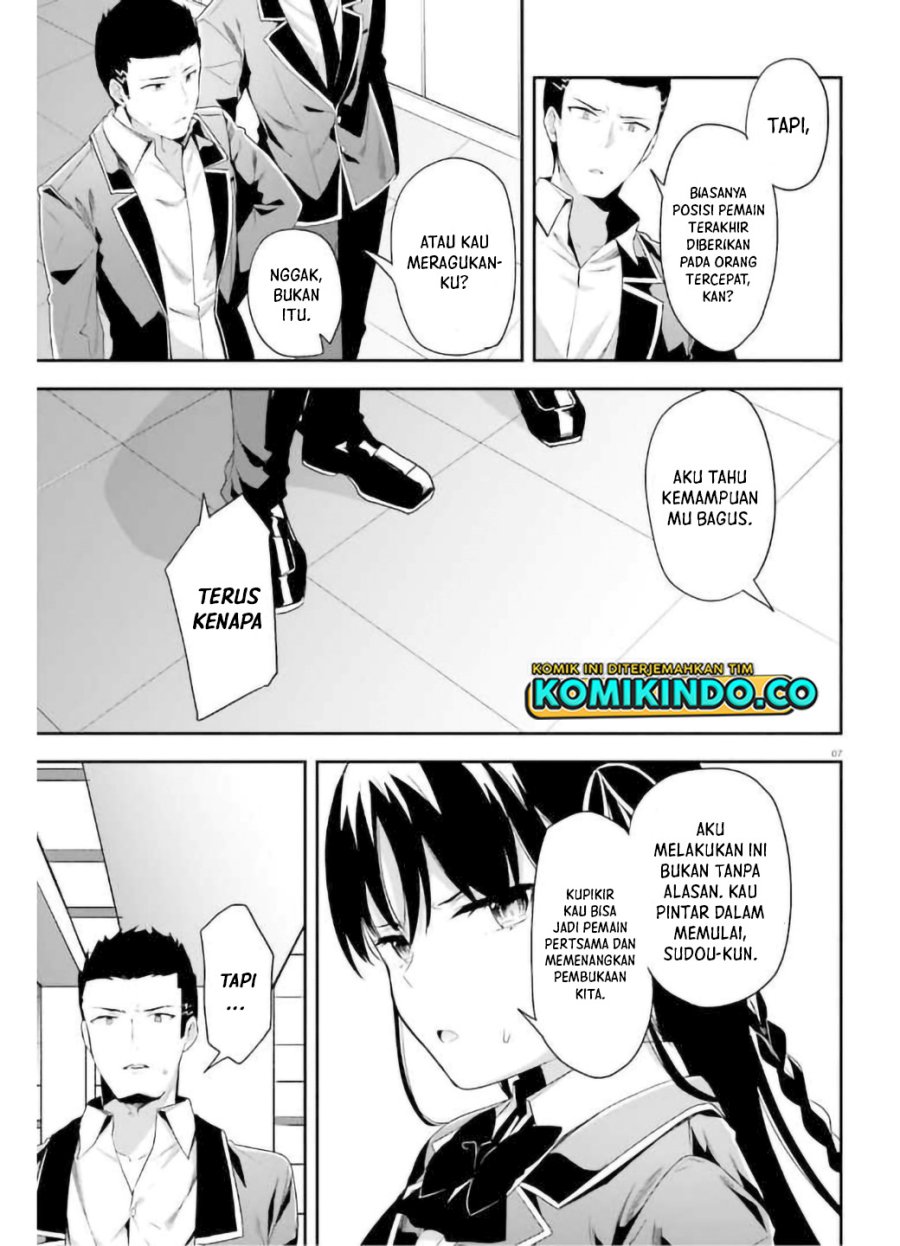 TAPI,
BIASANYA
POSISI PEMAIN
TERAKHIR
DIBERIKAN
PADA ORANG
TERCEPAT,
KAN?
ATAU KAU
MERAGUKAN-
KU?
NGGAK,
BUKAN
ITU.
AKU TAHU
KEMAMPUAN
MU BAGUS.
TERUS
KENAPA
KOMIK INI DITERJEMAHKAN TIM
KOMIKINDO.CO
07
AKU
MELAKUKAN INI
BUKAN TANPA
ALASAN. KAU
PINTAR DALAM
MEMULAI,
SUDOU-KUN.
KUPIKIR
KAU BISA
JADI PEMAIN
PERTSAMA DAN
MEMENANGKAN
PEMBUKAAN
KITA.
TAPI
...